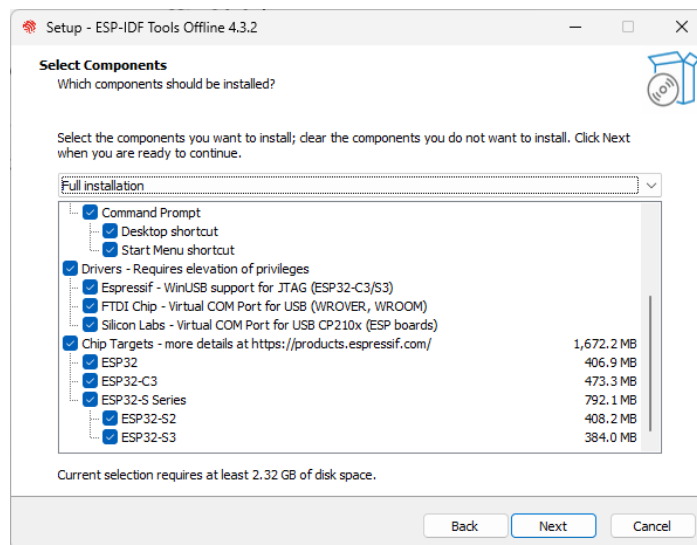 Setup - ESP-IDF Tools Offline 4.3.2
Select Components
Which components should be installed?
Select the components you want to install; clear the components you do not want to install. Click Next
when you are ready to continue.
Full installation
Command Prompt
Desktop shortcut
Start Menu shortcut
Drivers - Requires elevation of privileges
Espressif - WinUSB support for JTAG (ESP32-C3/S3)
FTDI Chip - Virtual COM Port for USB (WROVER, WROOM)
Silicon Labs - Virtual COM Port for USB CP210x (ESP boards)
Chip Targets - more details at https://products.espressif.com/ 1,672.2 MB
ESP32 406.9 MB
ESP32-C3 473.3 MB
ESP32-S Series 792.1 MB
ESP32-S2 408.2 MB
ESP32-S3 384.0 MB
Current selection requires at least 2.32 GB of disk space.
Back Next Cancel